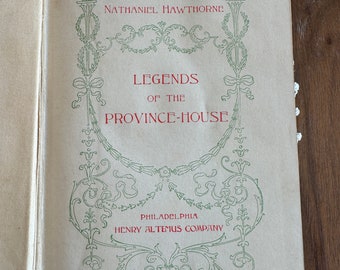 NATHANIEL HAWTHORNE
LEGENDS
OF THE
PROVINCE-HOUSE
PHILADELPHIA
HENRY ALTEMUS COMPANY